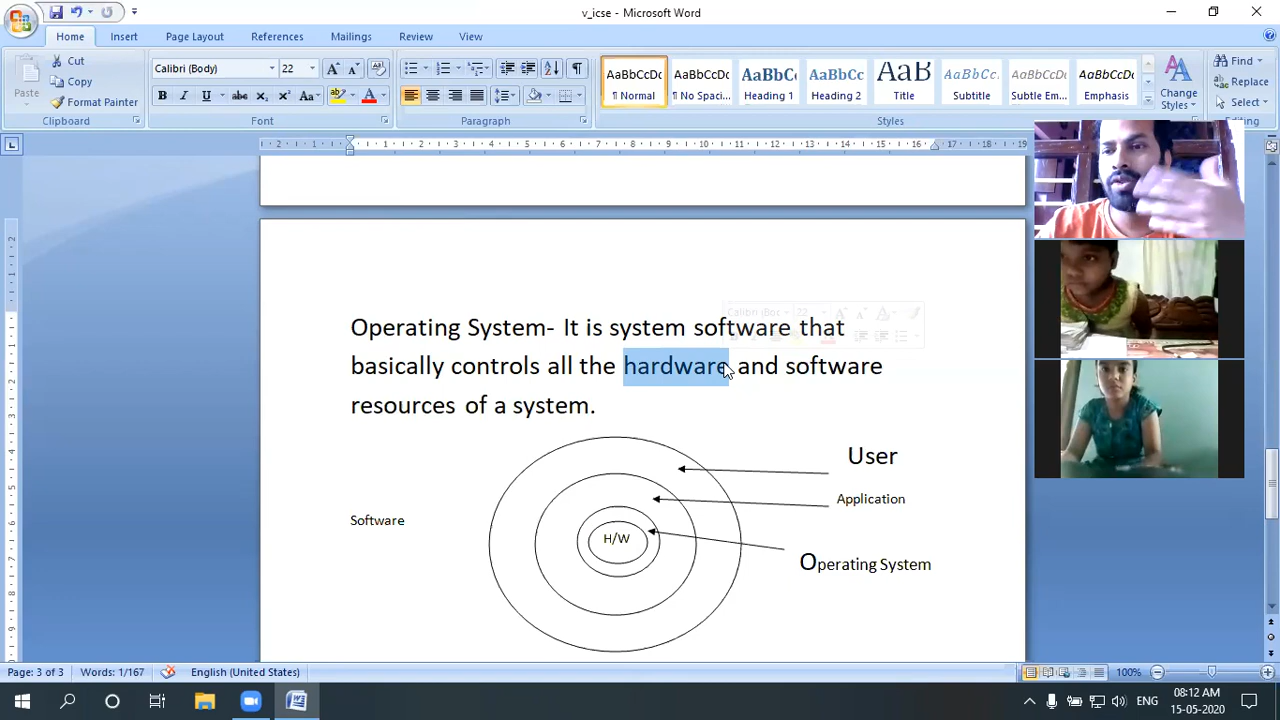 v_icse - Microsoft Word
Home Insert Page Layout References Mailings Review View
Paste
Cut
Copy
Format Painter
Clipboard
Calibri (Body) 22
Font
Paragraph
AaBbCcDc
¶ Normal
AaBbCcDc
¶ No Spaci...
AaBbCc
Heading 1
AaBbCc
Heading 2
AaB
Title
AaBbCc
Subtitle
AaBbCcDc
Subtle Em...
AaBbCcDc
Emphasis
Change
Styles
Styles
Find
Replace
Select
Editing
Operating System- It is system software that
basically controls all the hardware and software
resources of a system.
User
Application
Software
H/W
Operating System
Page: 3 of 3 Words: 1/167 English (United States) 100%
ENG
08:12 AM
15-05-2020